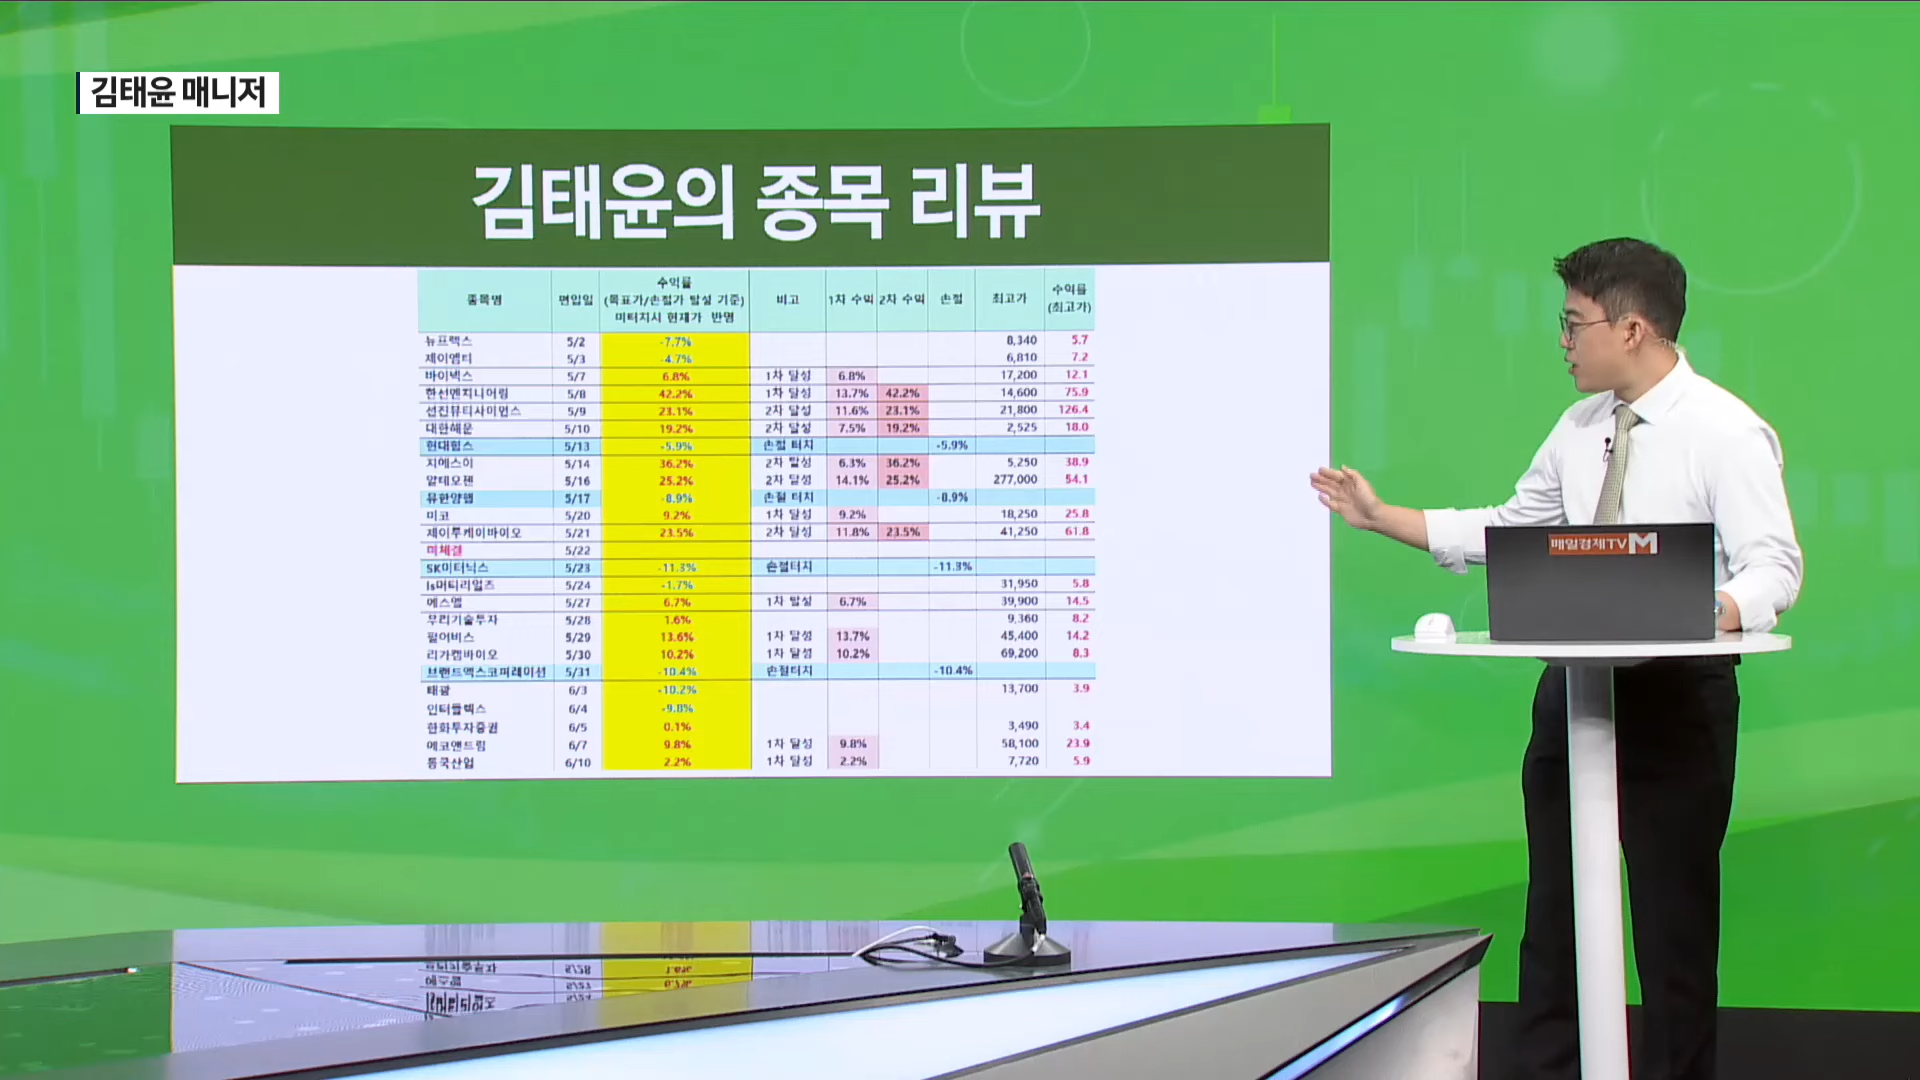 김태윤 매니저
김태윤의 종목 리뷰
종목명 편입일 수익률 (목표가/손절가 달성 기준) 미터치시 현재가 반영 비고 1차 수익 2차 수익 손절 최고가 수익률 (최고가)
뉴프렉스 5/2 -7.7% 8,340 5.7
제이엠티 5/3 -4.7% 6,810 7.2
바이넥스 5/7 6.8% 1차 달성 6.8% 17,200 12.1
한선엔지니어링 5/8 42.2% 1차 달성 13.7% 42.2% 14,600 75.9
선진뷰티사이언스 5/9 23.1% 2차 달성 11.6% 23.1% 21,800 126.4
대한해운 5/10 19.2% 2차 달성 7.5% 19.2% 2,525 18.0
현대힘스 5/13 -5.9% 손절 터치 -5.9%
지에스이 5/14 36.2% 2차 달성 6.3% 36.2% 5,250 38.9
알테오젠 5/16 25.2% 2차 달성 14.1% 25.2% 277,000 54.1
유한양행 5/17 -8.9% 손절 터치 -8.9%
미코 5/20 9.2% 1차 달성 9.2% 18,250 25.8
제이투케이바이오 5/21 23.5% 2차 달성 11.8% 23.5% 41,250 61.8
미체결 5/22
SK이터닉스 5/23 -11.3% 손절터치 -11.3%
ls머티리얼즈 5/24 -1.7% 31,950 5.8
에스엠 5/27 6.7% 1차 달성 6.7% 39,900 14.5
우리기술투자 5/28 1.6% 9,360 8.2
필에너지 5/29 13.6% 1차 달성 13.7% 45,400 14.2
리가켐바이오 5/30 10.2% 1차 달성 10.2% 69,200 8.3
브랜드엑스코퍼레이션 5/31 -10.4% 손절터치 -10.4%
태광 6/3 -10.2% 13,700 3.9
인터플렉스 6/4 -9.8%
한화투자증권 6/5 0.1% 3,490 3.4
에코앤드림 6/7 9.8% 1차 달성 9.8% 58,100 23.9
동국산업 6/10 2.2% 1차 달성 2.2% 7,720 5.9
매일경제TV M